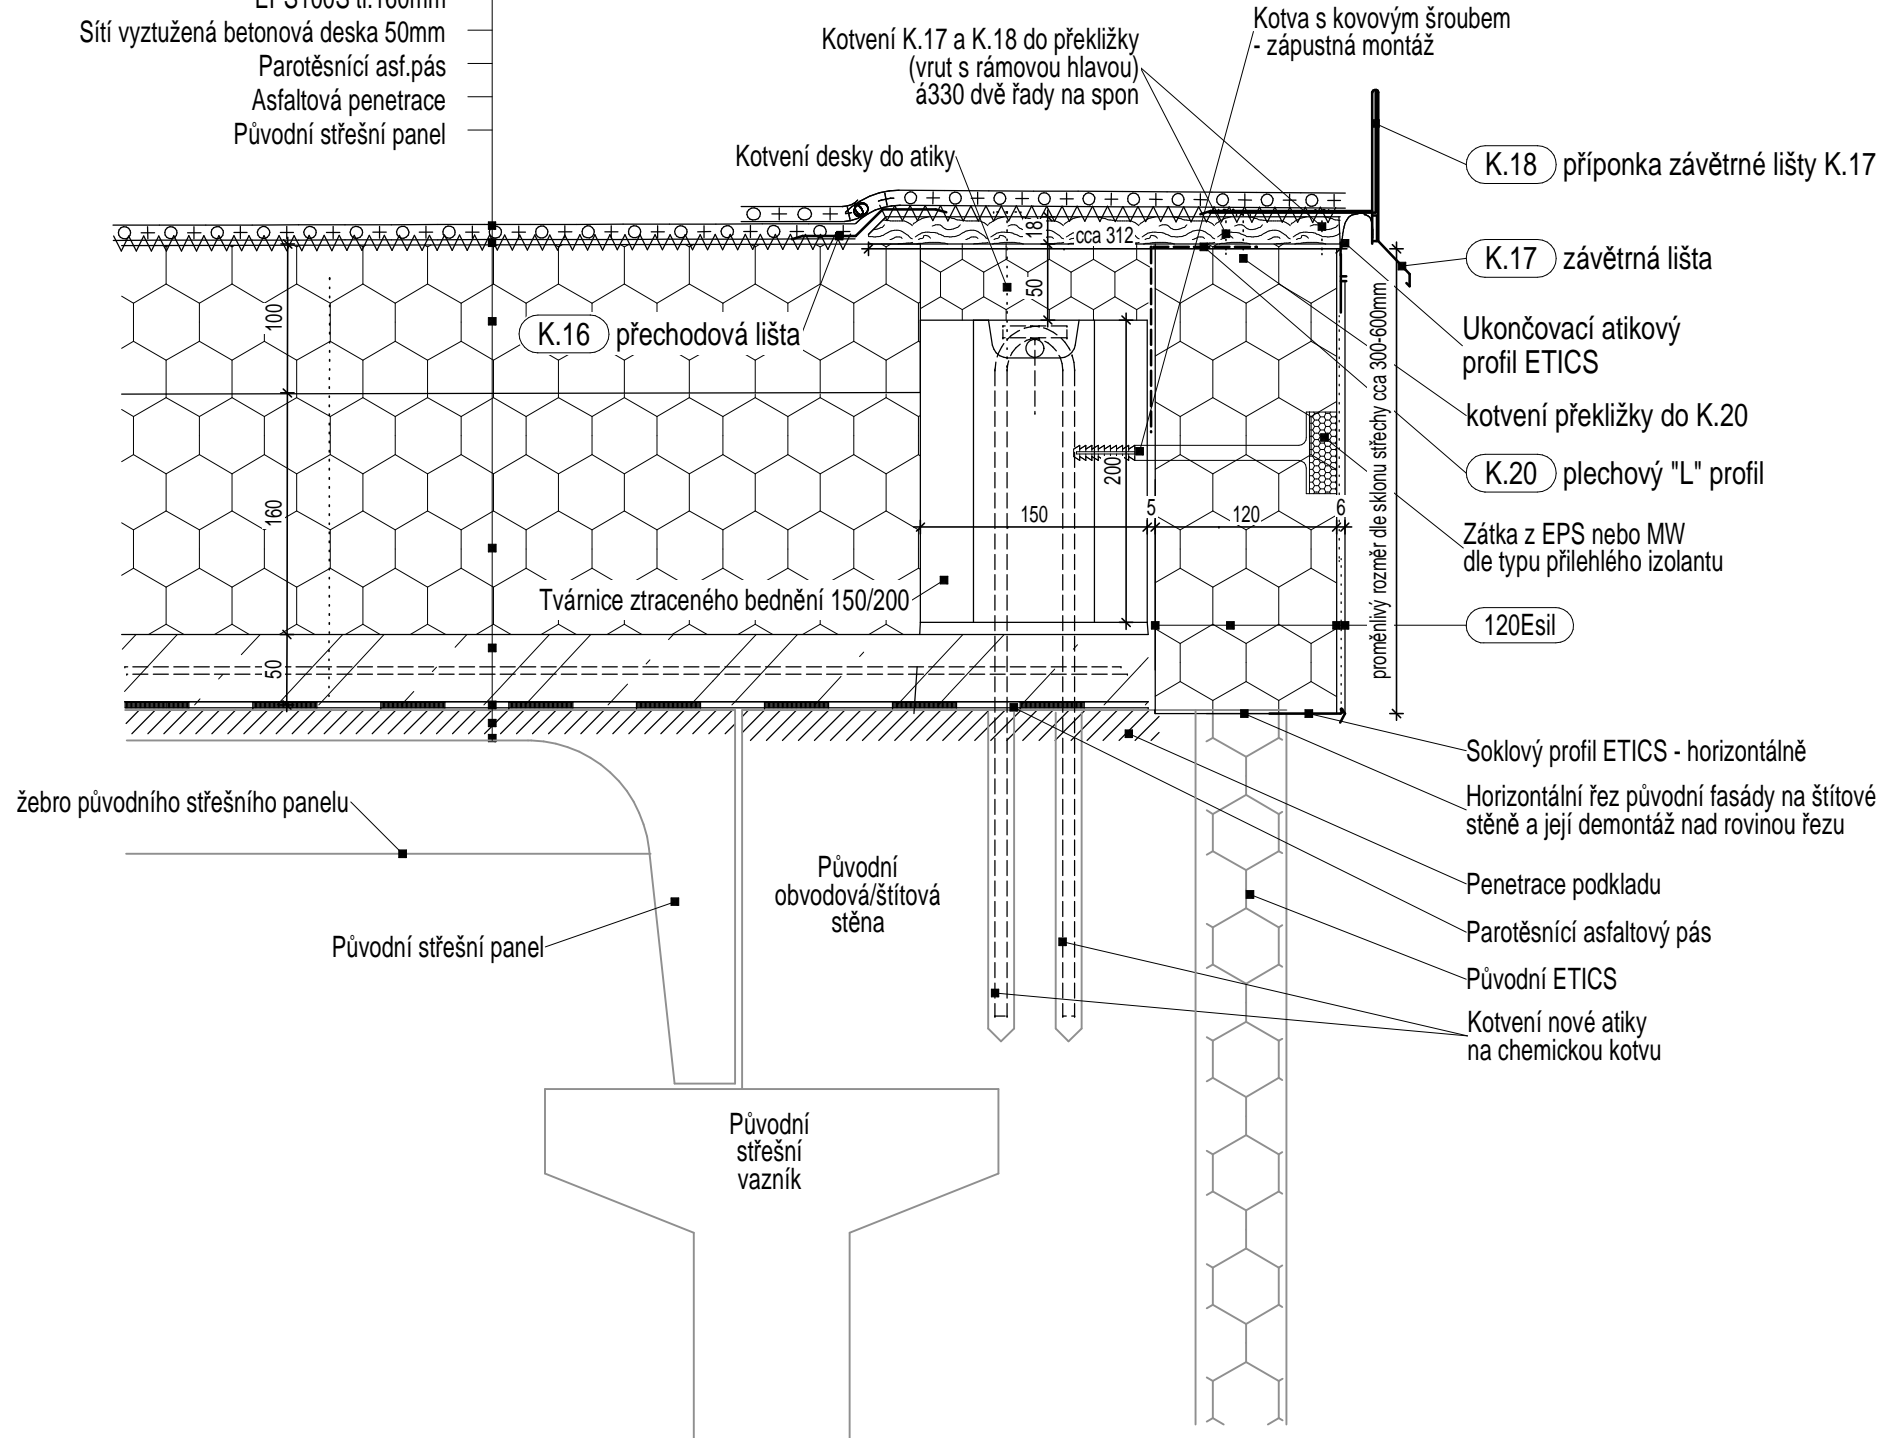 EPS100S tl.160mm
Sítí vyztužená betonová deska 50mm
Parotěsnící asf.pás
Asfaltová penetrace
Původní střešní panel
Kotvení K.17 a K.18 do překližky
(vrut s rámovou hlavou)
á330 dvě řady na spon
Kotva s kovovým šroubem
- zápustná montáž
Kotvení desky do atiky
K.18 příponka závětrné lišty K.17
K.17 závětrná lišta
Ukončovací atikový
profil ETICS
kotvení překližky do K.20
K.20 plechový "L" profil
Zátka z EPS nebo MW
dle typu přilehlého izolantu
120Esil
proměnlivý rozměr dle sklonu střechy cca 300-600mm
18
cca 312
50
100
K.16 přechodová lišta
160
200
150
5
120
6
Tvárnice ztraceného bednění 150/200
50
Soklový profil ETICS - horizontálně
Horizontální řez původní fasády na štítové
stěně a její demontáž nad rovinou řezu
Penetrace podkladu
Parotěsnící asfaltový pás
Původní ETICS
Kotvení nové atiky
na chemickou kotvu
žebro původního střešního panelu
Původní
obvodová/štítová
stěna
Původní střešní panel
Původní
střešní
vazník